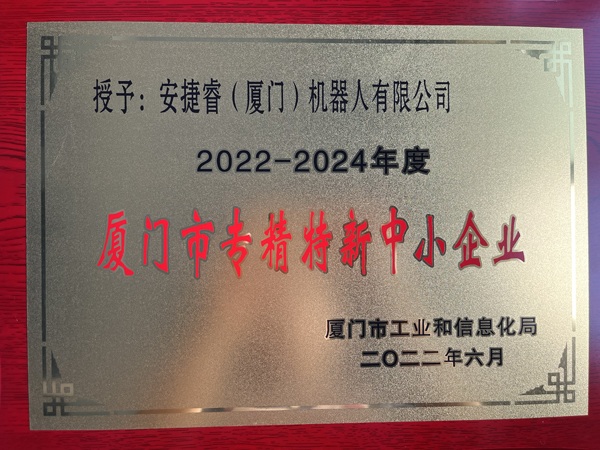 授予：安捷睿（厦门）机器人有限公司
2022-2024年度
厦门市专精特新中小企业
厦门市工业和信息化局
二〇二二年六月